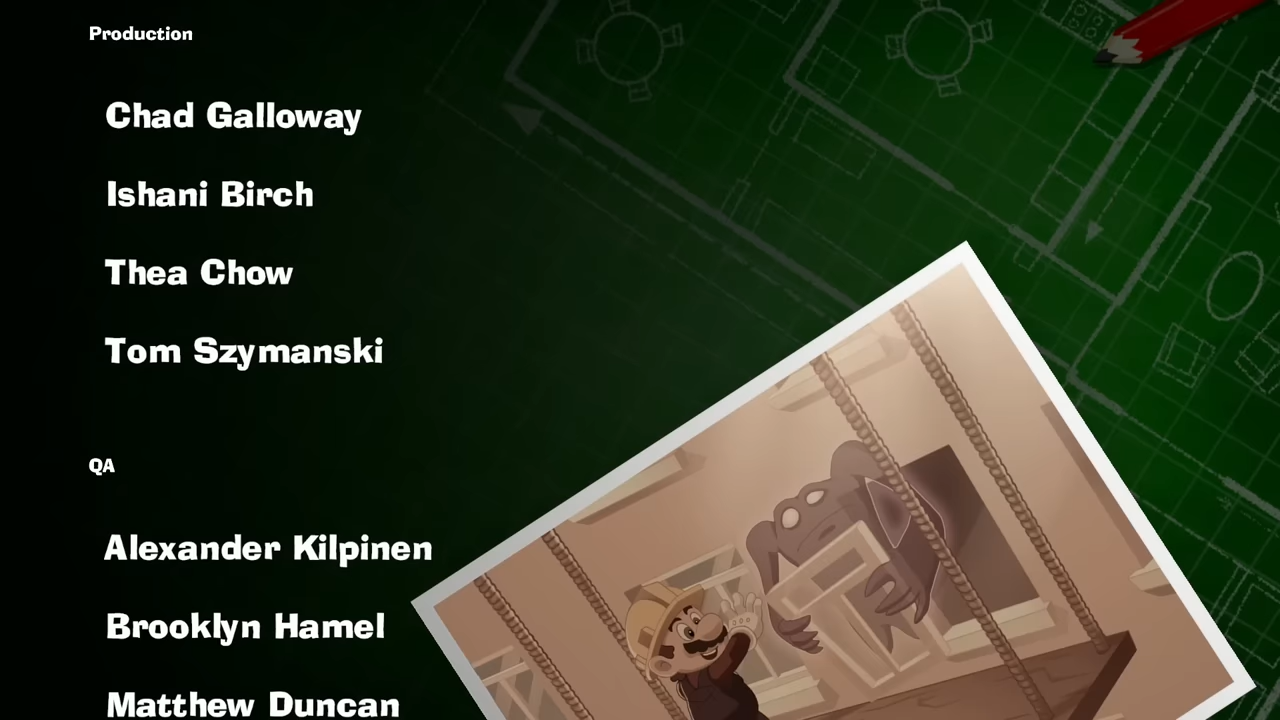 Production
Chad Galloway
Ishani Birch
Thea Chow
Tom Szymanski
QA
Alexander Kilpinen
Brooklyn Hamel
Matthew Duncan